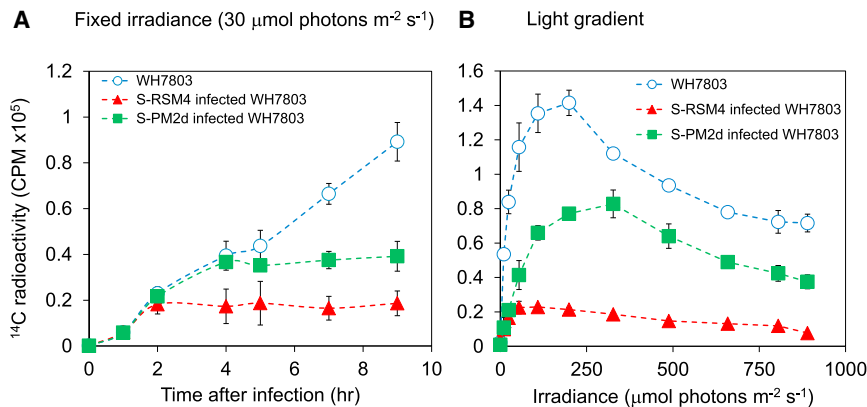 A Fixed irradiance (30 µmol photons m-2 s-1)
WH7803
S-RSM4 infected WH7803
S-PM2d infected WH7803
14C radioactivity (CPM x10^5)
1.2
1
0.8
0.6
0.4
0.2
0
0 2 4 6 8 10
Time after infection (hr)
B Light gradient
WH7803
S-RSM4 infected WH7803
S-PM2d infected WH7803
1.6
1.4
1.2
1
0.8
0.6
0.4
0.2
0
0 250 500 750 1000
Irradiance (µmol photons m-2 s-1)